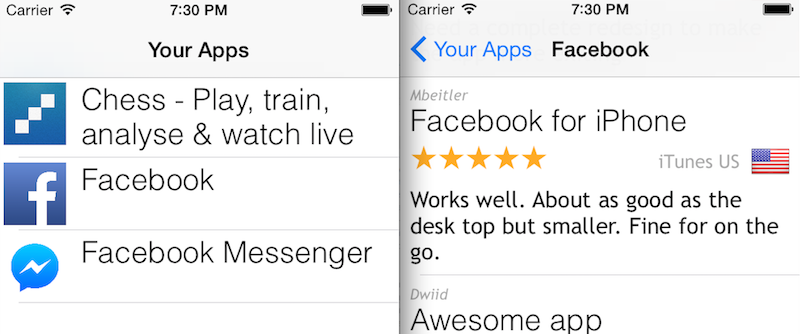 Carrier 7:30 PM
Your Apps
Chess - Play, train,
analyse & watch live
Facebook
Facebook Messenger
Carrier 7:30 PM
Your Apps Facebook
Mbeitler
Facebook for iPhone
iTunes US
Works well. About as good as the
desk top but smaller. Fine for on the
go.
Dwiid
Awesome app